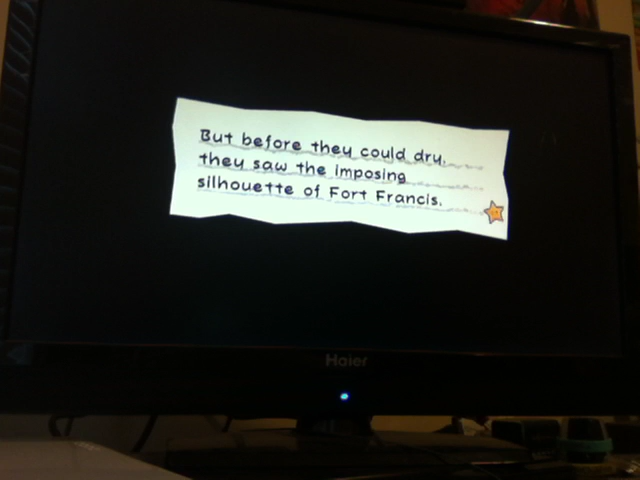 But before they could dry,
they saw the imposing
silhouette of Fort Francis.
Haier